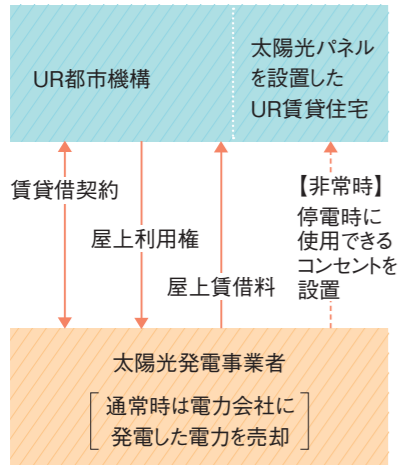 UR都市機構
太陽光パネル
を設置した
UR賃貸住宅
賃貸借契約
屋上利用権
屋上賃借料
【非常時】
停電時に
使用できる
コンセントを
設置
太陽光発電事業者
通常時は電力会社に
発電した電力を売却